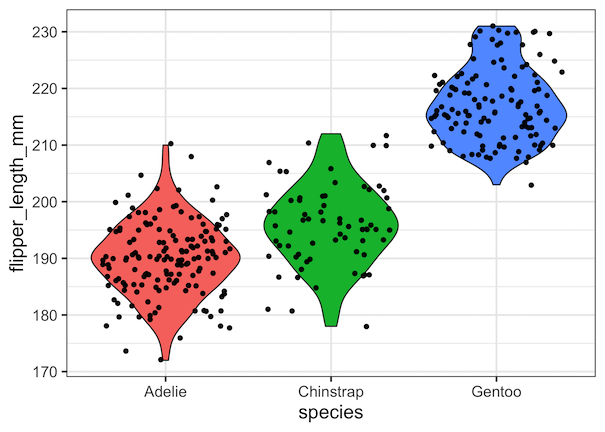 flipper_length_mm
230
220
210
200
190
180
170
Adelie
Chinstrap
Gentoo
species